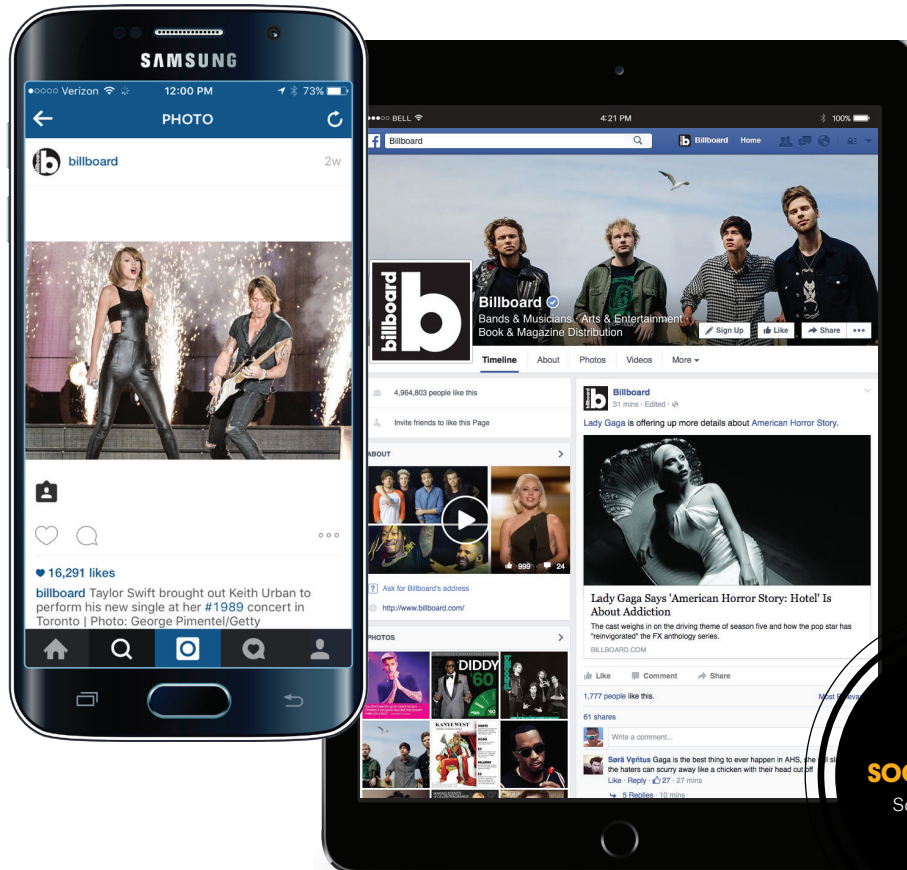 SAMSUNG
Verizon 12:00 PM 73%
PHOTO
billboard 2w
16,291 likes
billboard Taylor Swift brought out Keith Urban to
perform his new single at her #1989 concert in
Toronto | Photo: George Pimentel/Getty
BELL 4:21 PM 100%
Billboard Billboard Home
billboard
Billboard
Bands & Musicians · Arts & Entertainment
Book & Magazine Distribution
Sign Up Like Share
Timeline About Photos Videos More
4,964,803 people like this
Invite friends to like this Page
ABOUT
999 24
Ask for Billboard's address
http://www.billboard.com/
PHOTOS
DIDDY
'60
billboard
KANYE WEST
Billboard
31 mins · Edited ·
Lady Gaga is offering up more details about American Horror Story.
Lady Gaga Says 'American Horror Story: Hotel' Is
About Addiction
The cast weighs in on the driving theme of season five and how the pop star has
"reinvigorated" the FX anthology series.
BILLBOARD.COM
Like Comment Share
1,777 people like this.
Most
61 shares
Write a comment...
Sørä Vęritus Gaga is the best thing to ever happen in AHS, she
the haters can scurry away like a chicken with their head cut off
Like · Reply · 27 · 27 mins
5 Replies · 10 mins